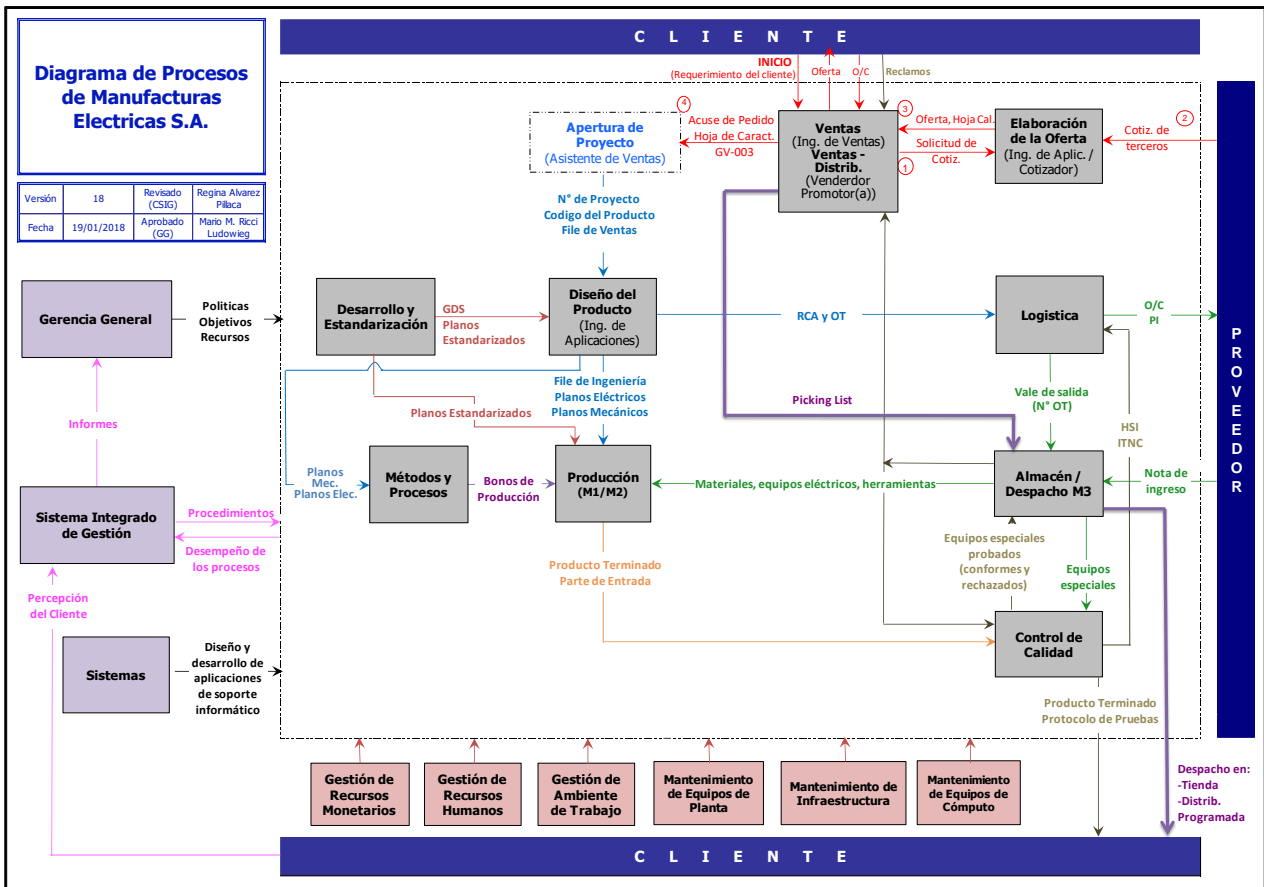 C L I E N T E
Diagrama de Procesos
de Manufacturas
Electricas S.A.
Versión 18 Revisado (CSIG) Regina Alvarez Pillaca
Fecha 19/01/2018 Aprobado (GG) Mario M. Ricci Ludowieg
INICIO
(Requerimiento del cliente)
Oferta
O/C
Reclamos
4
Apertura de
Proyecto
(Asistente de Ventas)
Acuse de Pedido
Hoja de Caract.
GV-003
Ventas
(Ing. de Ventas)
Ventas -
Distrib.
(Venderdor
Promotor(a))
3
Oferta, Hoja Cal.
Solicitud de
Cotiz.
1
Elaboración
de la Oferta
(Ing. de Aplic. /
Cotizador)
2
Cotiz. de
terceros
N° de Proyecto
Codigo del Producto
File de Ventas
Gerencia General
Politicas
Objetivos
Recursos
Desarrollo y
Estandarización
GDS
Planos
Estandarizados
Diseño del
Producto
(Ing. de
Aplicaciones)
RCA y OT
Logistica
O/C
PI
P R O V E E D O R
File de Ingeniería
Planos Eléctricos
Planos Mecánicos
Planos Estandarizados
Picking List
Vale de salida
(N° OT)
HSI
ITNC
Informes
Planos
Mec.
Planos Elec.
Métodos y
Procesos
Bonos de
Producción
Producción
(M1/M2)
Materiales, equipos eléctricos, herramientas
Almacén /
Despacho M3
Nota de
ingreso
Sistema Integrado
de Gestión
Procedimientos
Desempeño de
los procesos
Producto Terminado
Parte de Entrada
Equipos especiales
probados
(conformes y
rechazados)
Equipos
especiales
Percepción
del Cliente
Sistemas
Diseño y
desarrollo de
aplicaciones
de soporte
informático
Control de
Calidad
Producto Terminado
Protocolo de Pruebas
Gestión de
Recursos
Monetarios
Gestión de
Recursos
Humanos
Gestión de
Ambiente de
Trabajo
Mantenimiento
de Equipos de
Planta
Mantenimiento de
Infraestructura
Mantenimiento
de Equipos de
Cómputo
Despacho en:
-Tienda
-Distrib.
Programada
C L I E N T E